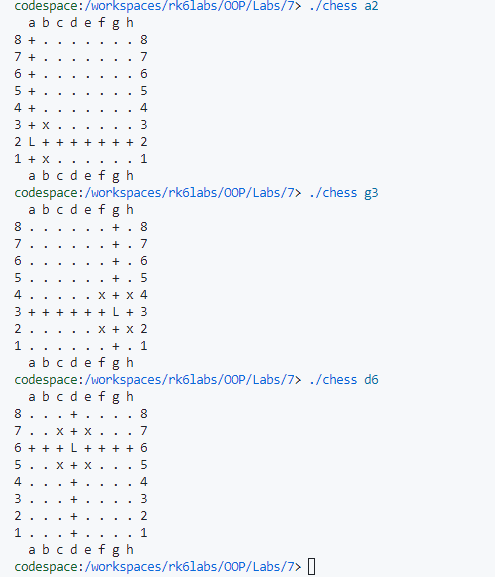 codespace:/workspaces/rk6labs/OOP/Labs/7> ./chess a2
  a b c d e f g h
8 + . . . . . . . 8
7 + . . . . . . . 7
6 + . . . . . . . 6
5 + . . . . . . . 5
4 + . . . . . . . 4
3 + x . . . . . . 3
2 L + + + + + + + 2
1 + x . . . . . . 1
  a b c d e f g h
codespace:/workspaces/rk6labs/OOP/Labs/7> ./chess g3
  a b c d e f g h
8 . . . . . . + . 8
7 . . . . . . + . 7
6 . . . . . . + . 6
5 . . . . . . + . 5
4 . . . . . x + x 4
3 + + + + + + L + 3
2 . . . . . x + x 2
1 . . . . . . + . 1
  a b c d e f g h
codespace:/workspaces/rk6labs/OOP/Labs/7> ./chess d6
  a b c d e f g h
8 . . . + . . . . 8
7 . . x + x . . . 7
6 + + + L + + + + 6
5 . . x + x . . . 5
4 . . . + . . . . 4
3 . . . + . . . . 3
2 . . . + . . . . 2
1 . . . + . . . . 1
  a b c d e f g h
codespace:/workspaces/rk6labs/OOP/Labs/7>